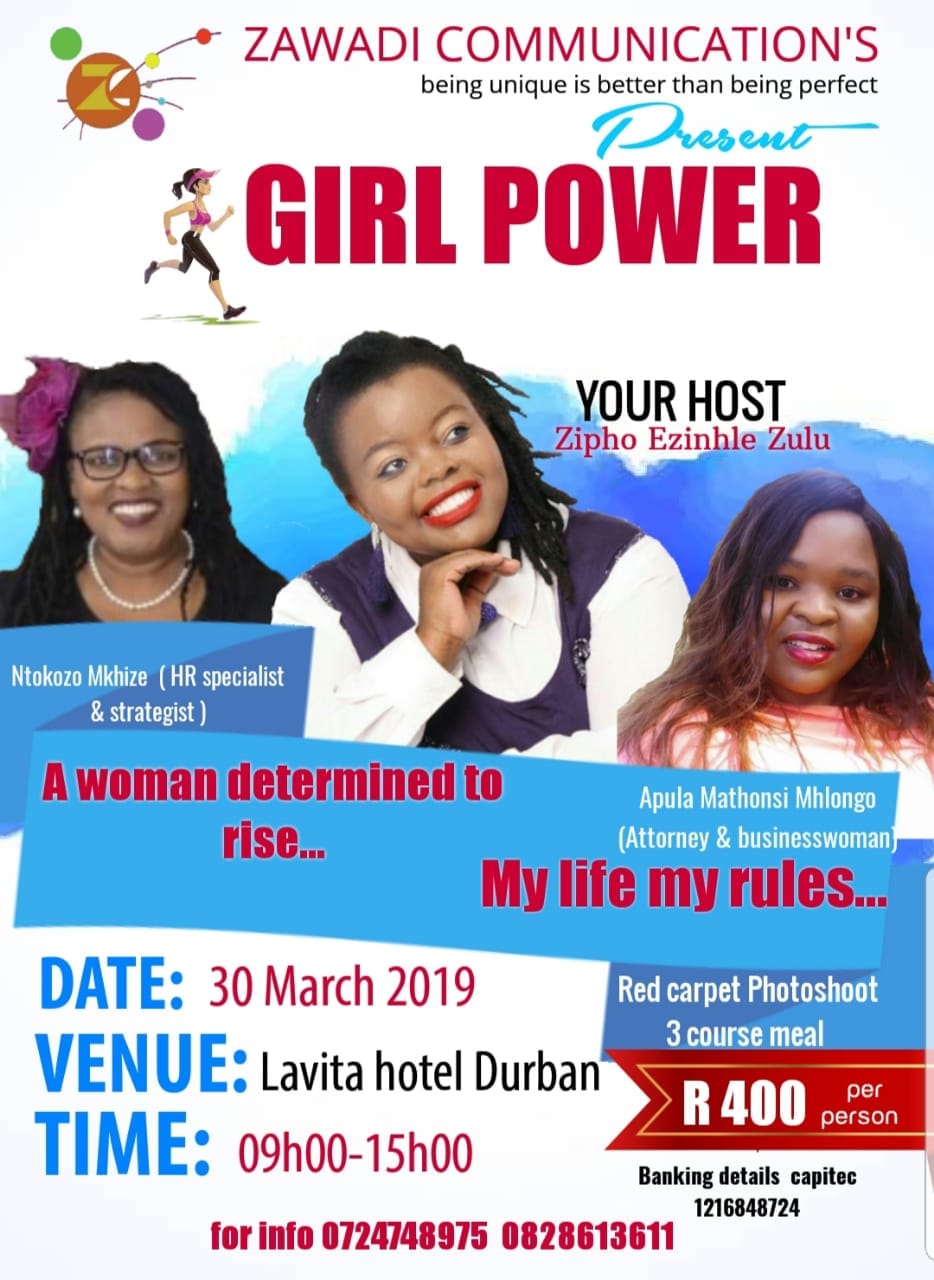 ZAWADI COMMUNICATION'S
being unique is better than being perfect
Present
GIRL POWER
YOUR HOST
Zipho Ezinhle Zulu
Ntokozo Mkhize ( HR specialist
& strategist )
A woman determined to
rise...
Apula Mathonsi Mhlongo
(Attorney & businesswoman)
My life my rules...
DATE: 30 March 2019
VENUE: Lavita hotel Durban
TIME: 09h00-15h00
Red carpet Photoshoot
3 course meal
R 400 per
person
Banking details capitec
1216848724
for info 0724748975 0828613611